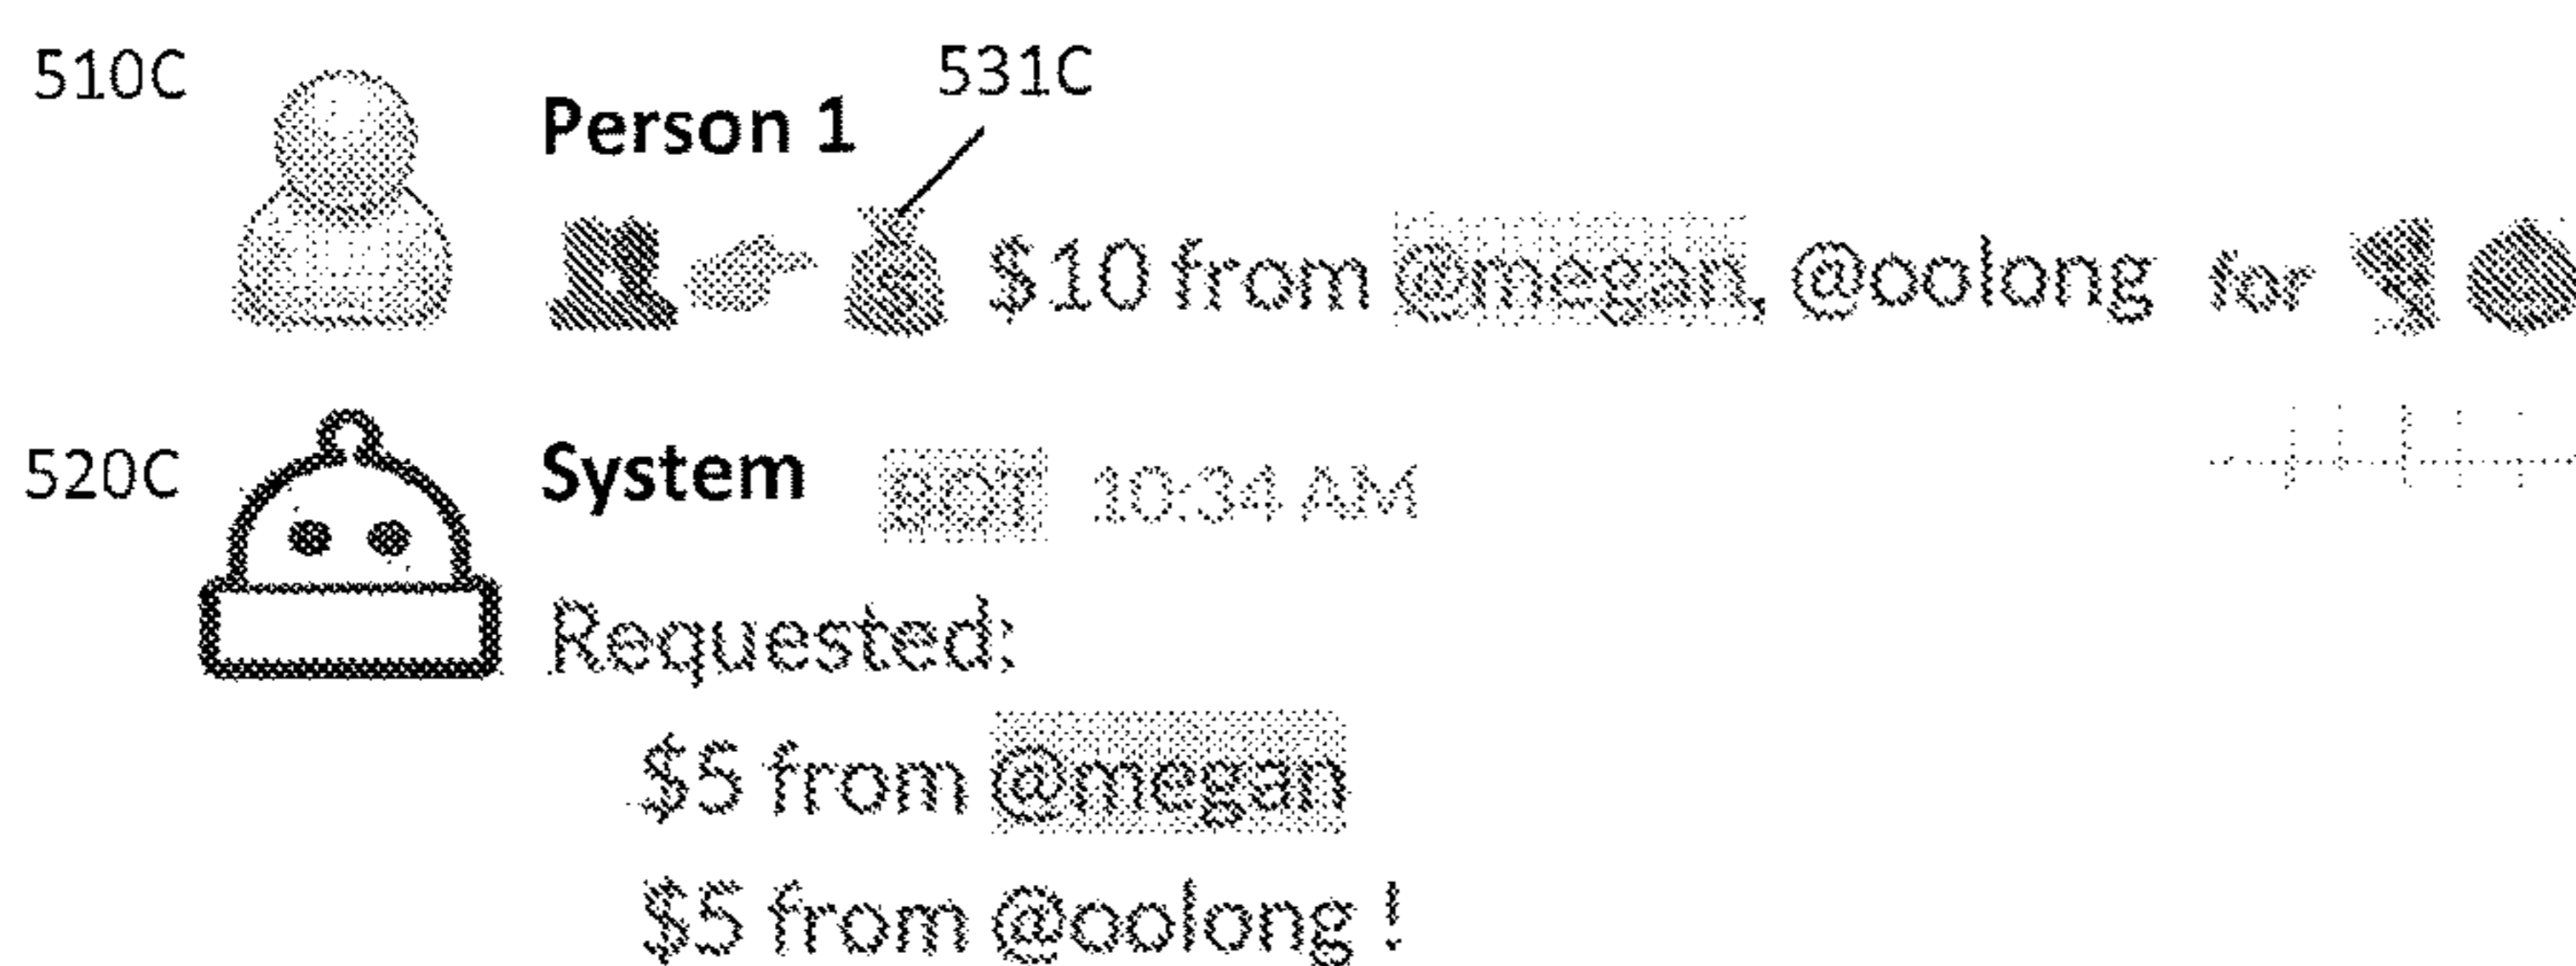 510C
531C
Person 1
$10 from @megan, @oolong for
520C
System 10:34 AM
Requested:
$5 from @megan
$5 from @oolong !